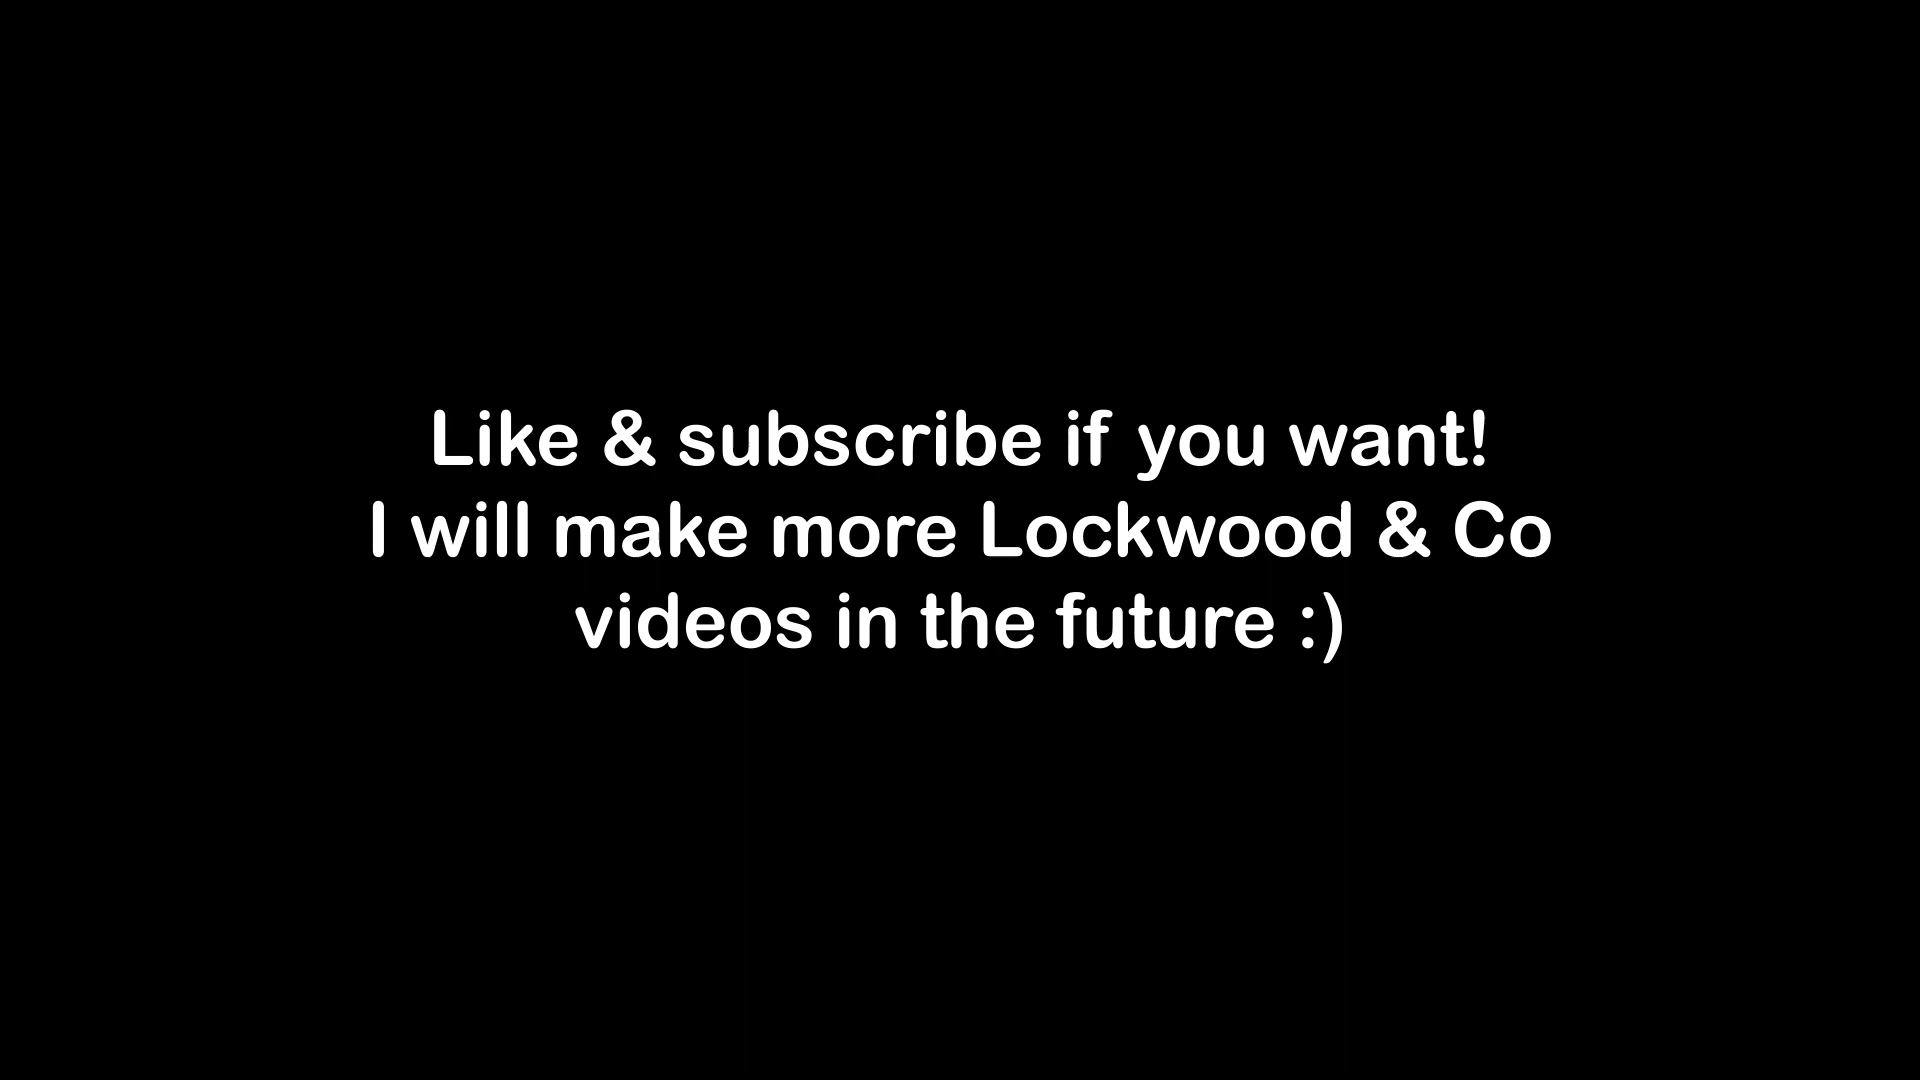 Like & subscribe if you want!
I will make more Lockwood & Co
videos in the future :)